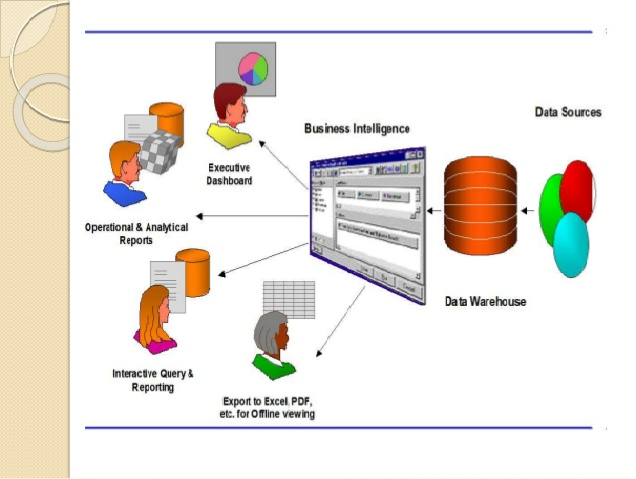 Data Sources
Business Intelligence
Executive
Dashboard
Operational & Analytical
Reports
Data Warehouse
Interactive Query &
Reporting
Export to Excel, PDF,
etc. for Offline viewing